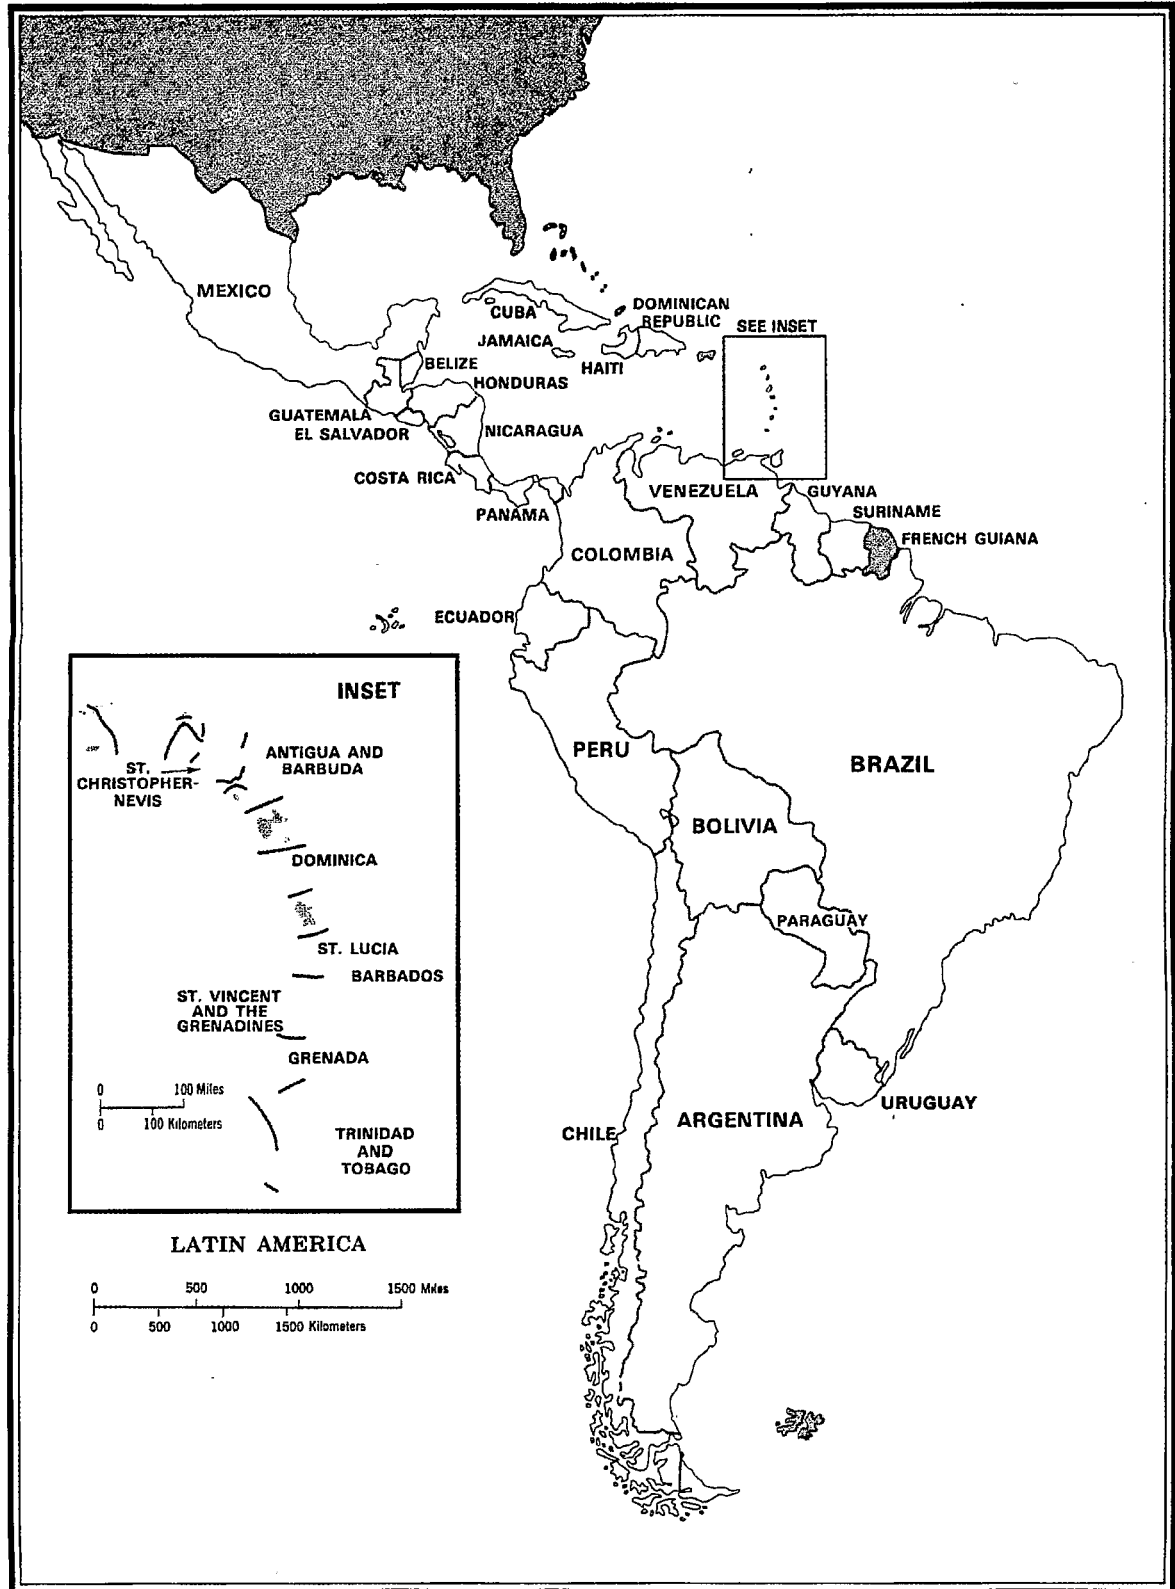 MEXICO
CUBA
DOMINICAN
REPUBLIC
SEE INSET
JAMAICA
HAITI
BELIZE
HONDURAS
GUATEMALA
EL SALVADOR
NICARAGUA
COSTA RICA
PANAMA
VENEZUELA
GUYANA
SURINAME
FRENCH GUIANA
COLOMBIA
ECUADOR
PERU
BRAZIL
BOLIVIA
PARAGUAY
CHILE
ARGENTINA
URUGUAY
INSET
ST.
CHRISTOPHER-
NEVIS
ANTIGUA AND
BARBUDA
DOMINICA
ST. LUCIA
BARBADOS
ST. VINCENT
AND THE
GRENADINES
GRENADA
0 100 Miles
0 100 Kilometers
TRINIDAD
AND
TOBAGO
LATIN AMERICA
0 500 1000 1500 Miles
0 500 1000 1500 Kilometers